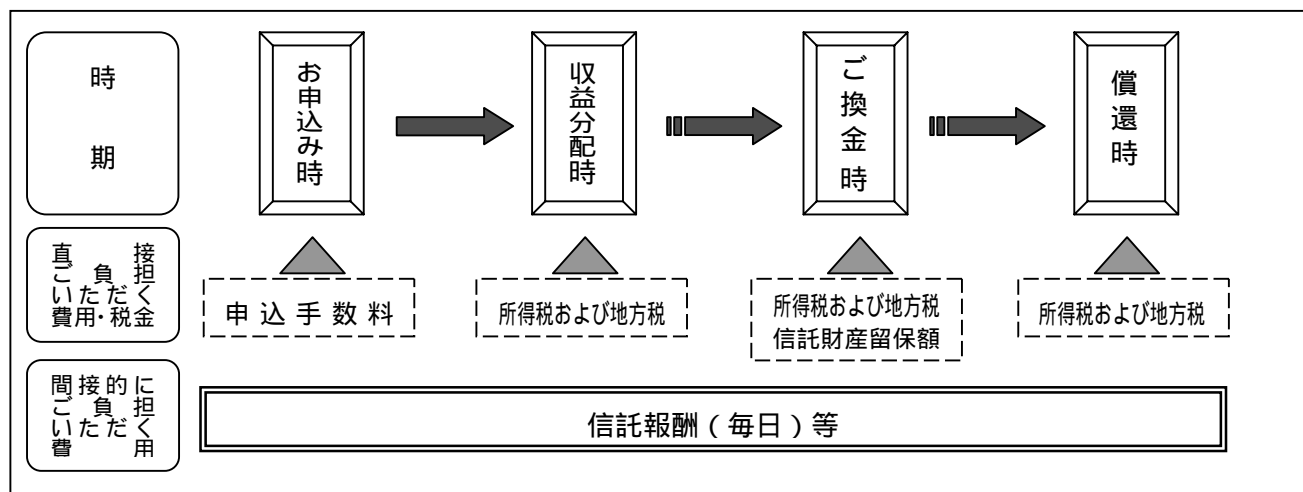 時期
お申込み時
収益分配時
ご換金時
償還時
直接
ご負担
いただく
費用・税金
申込手数料
所得税および地方税
所得税および地方税
信託財産留保額
所得税および地方税
間接的に
ご負担
いただく
費用
信託報酬(毎日)等